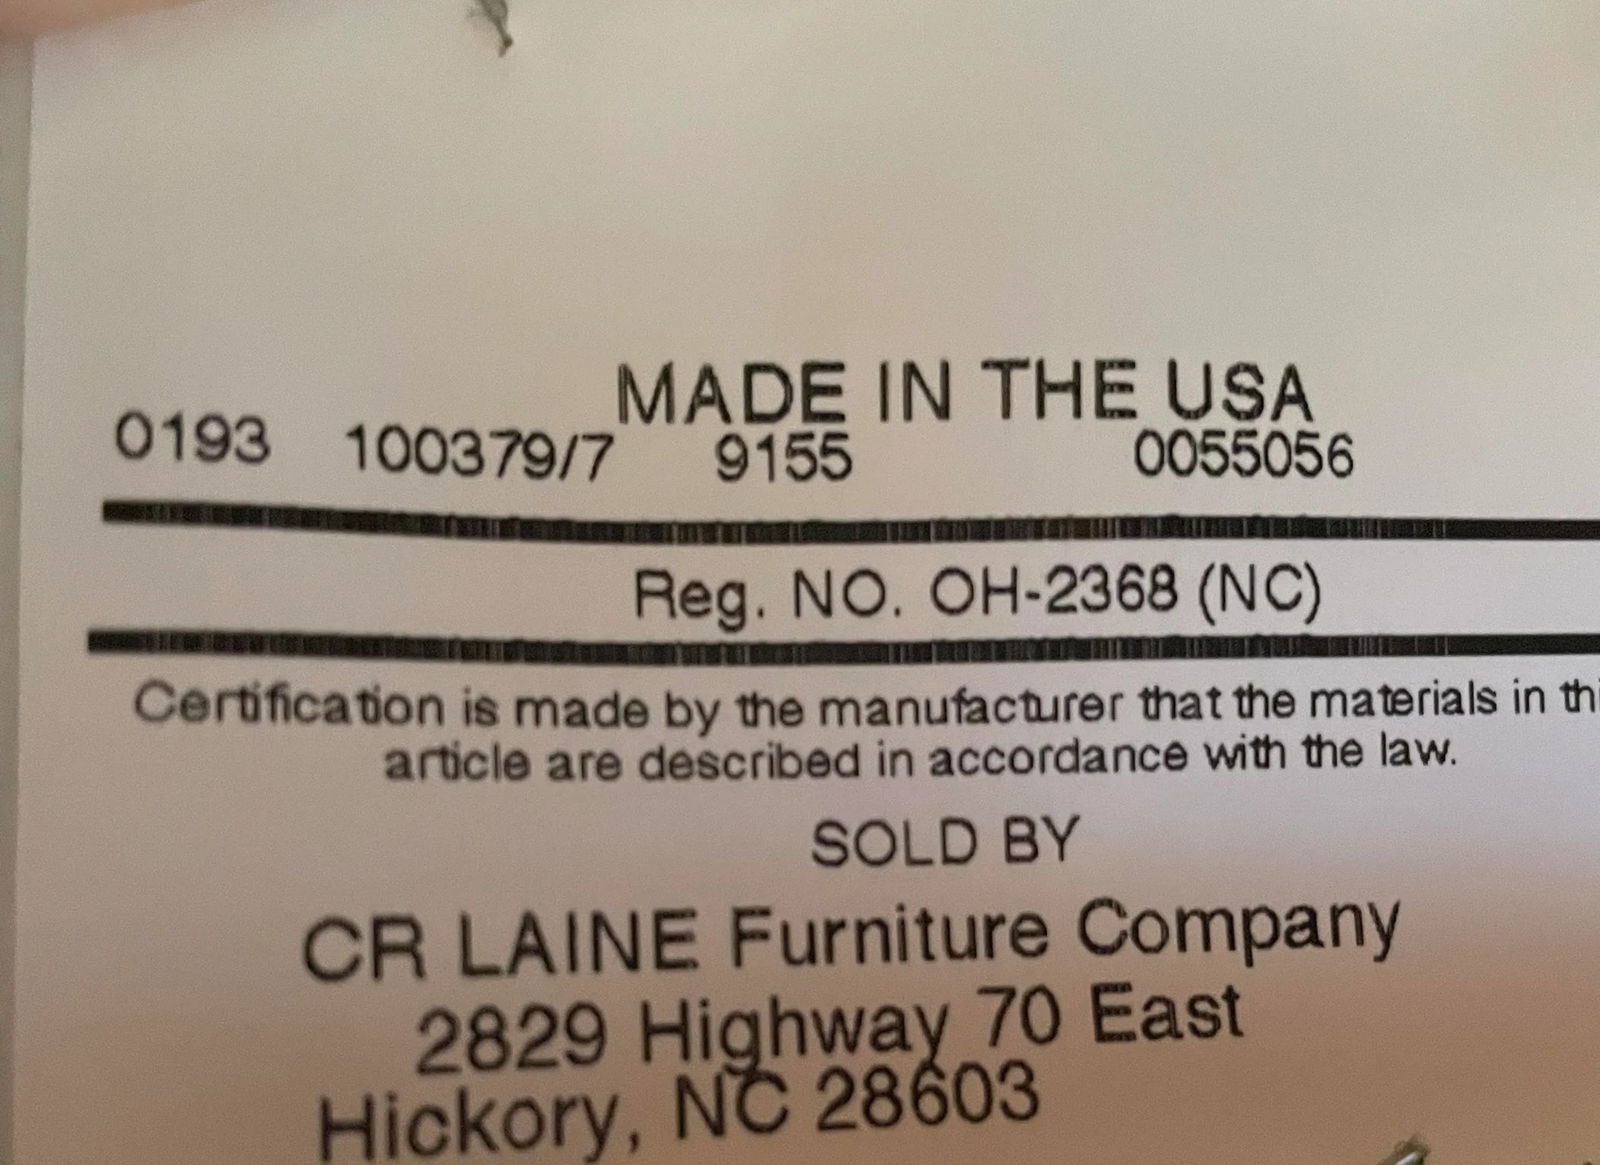 MADE IN THE USA
0193 100379/7 9155 0055056
Reg. NO. OH-2368 (NC)
Certification is made by the manufacturer that the materials in thi
article are described in accordance with the law.
SOLD BY
CR LAINE Furniture Company
2829 Highway 70 East
Hickory, NC 28603